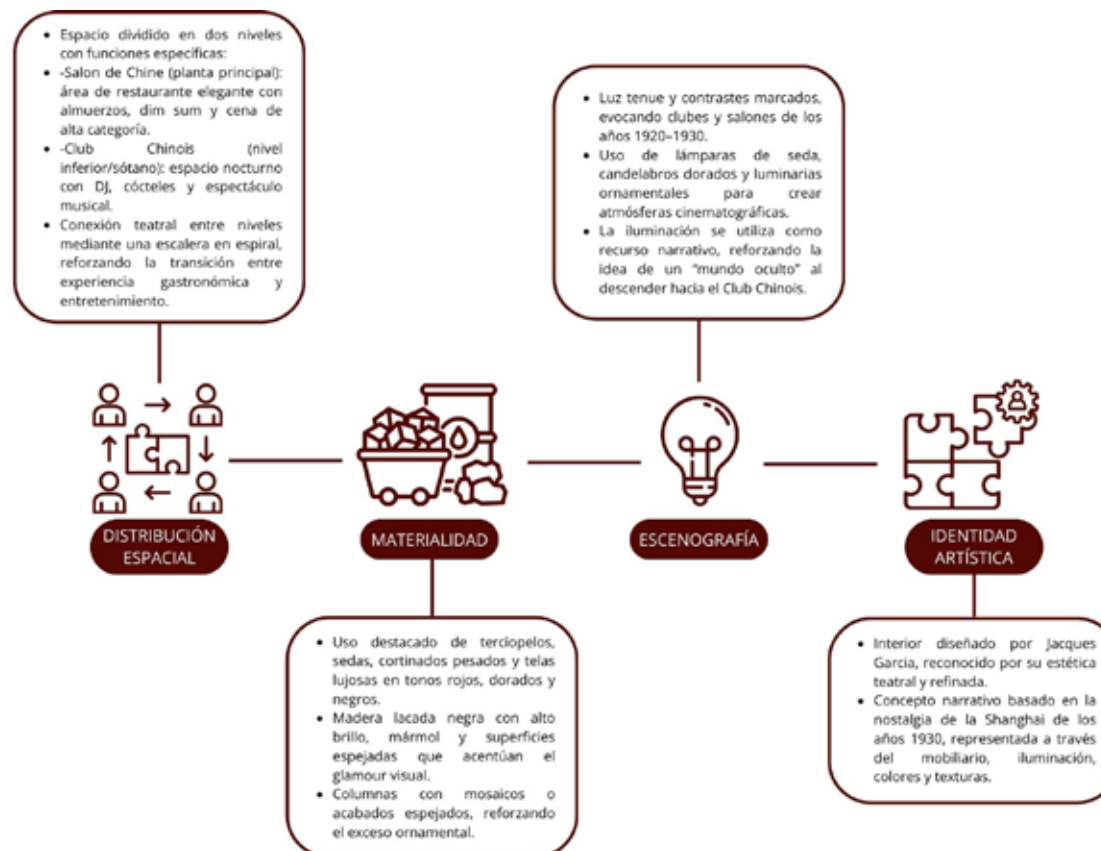 • Espacio dividido en dos niveles
con funciones específicas:
• -Salon de Chine (planta principal):
área de restaurante elegante con
almuerzos, dim sum y cena de
alta categoría.
• -Club Chinois (nivel
inferior/sótano): espacio nocturno
con DJ, cócteles y espectáculo
musical.
• Conexión teatral entre niveles
mediante una escalera en espiral,
reforzando la transición entre
experiencia gastronómica y
entretenimiento.
• Luz tenue y contrastes marcados,
evocando clubes y salones de los
años 1920–1930.
• Uso de lámparas de seda,
candelabros dorados y luminarias
ornamentales para crear
atmósferas cinematográficas.
• La iluminación se utiliza como
recurso narrativo, reforzando la
idea de un “mundo oculto” al
descender hacia el Club Chinois.
DISTRIBUCIÓN
ESPACIAL
MATERIALIDAD
ESCENOGRAFÍA
IDENTIDAD
ARTÍSTICA
• Uso destacado de terciopelos,
sedas, cortinados pesados y telas
lujosas en tonos rojos, dorados y
negros.
• Madera lacada negra con alto
brillo, mármol y superficies
espejadas que acentúan el
glamour visual.
• Columnas con mosaicos o
acabados espejados, reforzando
el exceso ornamental.
• Interior diseñado por Jacques
Garcia, reconocido por su estética
teatral y refinada.
• Concepto narrativo basado en la
nostalgia de la Shanghai de los
años 1930, representada a través
del mobiliario, iluminación,
colores y texturas.